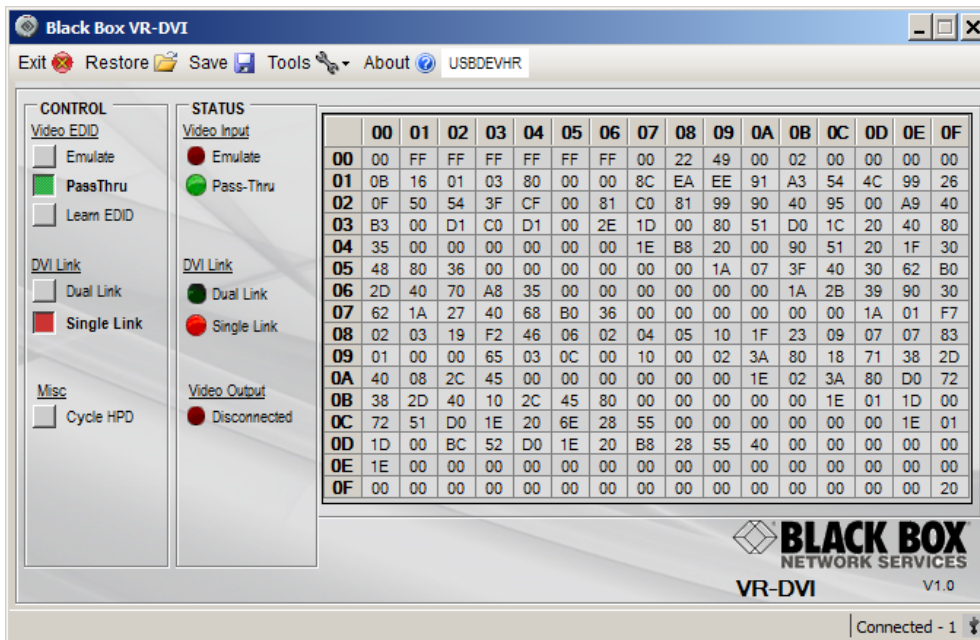 Black Box VR-DVI
Exit Restore Save Tools About USBDEVHR
CONTROL
Video EDID
Emulate
PassThru
Learn EDID
DVI Link
Dual Link
Single Link
Misc
Cycle HPD
STATUS
Video Input
Emulate
Pass-Thru
DVI Link
Dual Link
Single Link
Video Output
Disconnected
00 01 02 03 04 05 06 07 08 09 0A 0B 0C 0D 0E 0F
00 00 FF FF FF FF FF FF 00 22 49 00 02 00 00 00 00
01 0B 16 01 03 80 00 00 8C EA EE 91 A3 54 4C 99 26
02 0F 50 54 3F CF 00 81 C0 81 99 90 40 95 00 A9 40
03 B3 00 D1 C0 D1 00 2E 1D 00 80 51 D0 1C 20 40 80
04 35 00 00 00 00 00 1E B8 20 00 90 51 20 1F 30
05 48 80 36 00 00 00 00 00 00 1A 07 3F 40 30 62 B0
06 2D 40 70 A8 35 00 00 00 00 00 1A 2B 39 90 30
07 62 1A 27 40 68 B0 36 00 00 00 00 00 00 1A 01 F7
08 02 03 19 F2 46 06 02 04 05 10 1F 23 09 07 07 83
09 01 00 00 65 03 0C 00 10 00 02 3A 80 18 71 38 2D
0A 40 08 2C 45 00 00 00 00 00 00 1E 02 3A 80 D0 72
0B 38 2D 40 10 2C 45 80 00 00 00 00 00 1E 01 1D 00
0C 72 51 D0 1E 20 6E 28 55 00 00 00 00 00 00 1E 01
0D 1D 00 BC 52 D0 1E 20 B8 28 55 40 00 00 00 00 00
0E 1E 00 00 00 00 00 00 00 00 00 00 00 00 00 00 00
0F 00 00 00 00 00 00 00 00 00 00 00 00 00 00 00 20
BLACK BOX
NETWORK SERVICES
VR-DVI V1.0
Connected - 1